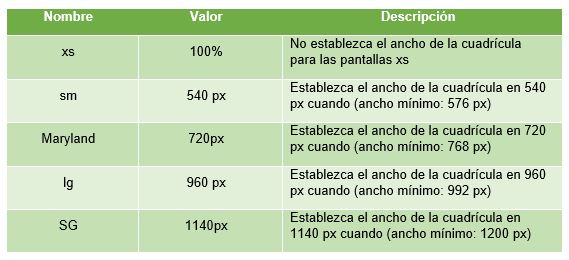 Nombre Valor Descripción
xs 100% No establezca el ancho de la cuadrícula
para las pantallas xs
sm 540 px Establezca el ancho de la cuadrícula en 540
px cuando (ancho mínimo: 576 px)
Maryland 720px Establezca el ancho de la cuadrícula en 720
px cuando (ancho mínimo: 768 px)
lg 960 px Establezca el ancho de la cuadrícula en 960
px cuando (ancho mínimo: 992 px)
SG 1140px Establezca el ancho de la cuadrícula en
1140 px cuando (ancho mínimo: 1200 px)